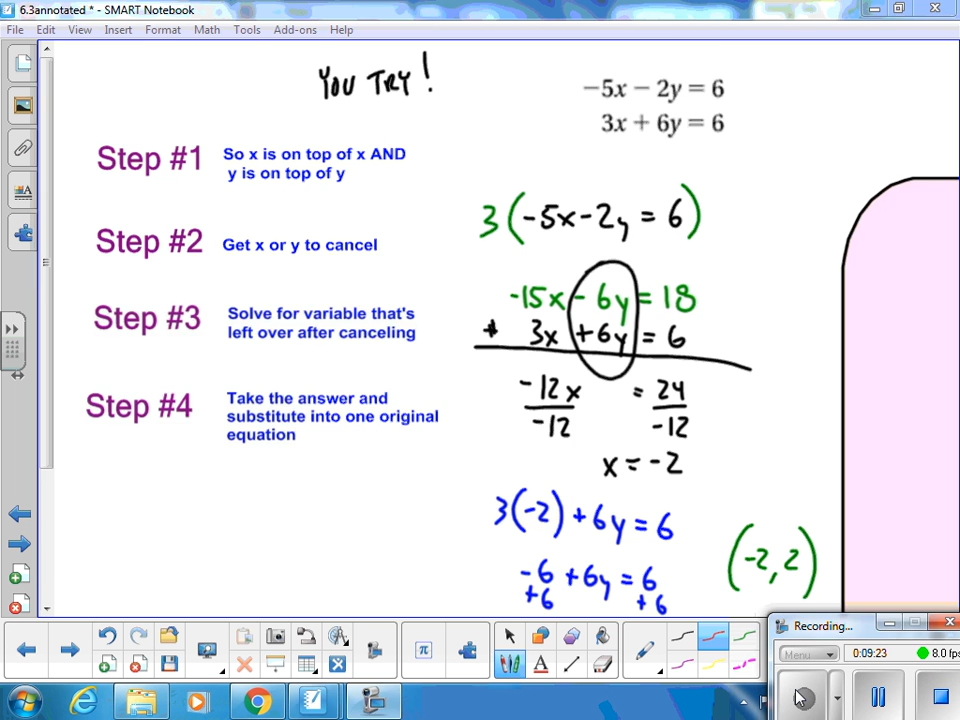 6.3annotated * - SMART Notebook
File Edit View Insert Format Math Tools Add-ons Help
YOU TRY!
−5x − 2y = 6
3x + 6y = 6
Step #1
So x is on top of x AND
y is on top of y
Step #2
Get x or y to cancel
Step #3
Solve for variable that's
left over after canceling
Step #4
Take the answer and
substitute into one original
equation
3(-5x-2y = 6)
-15x - 6y = 18
+ 3x + 6y = 6
-12x = 24
-12 -12
x = -2
3(-2) + 6y = 6
-6 + 6y = 6
+6 +6
(-2, 2)
Recording...
Menu
0:09:23
8.0 fps
π
A